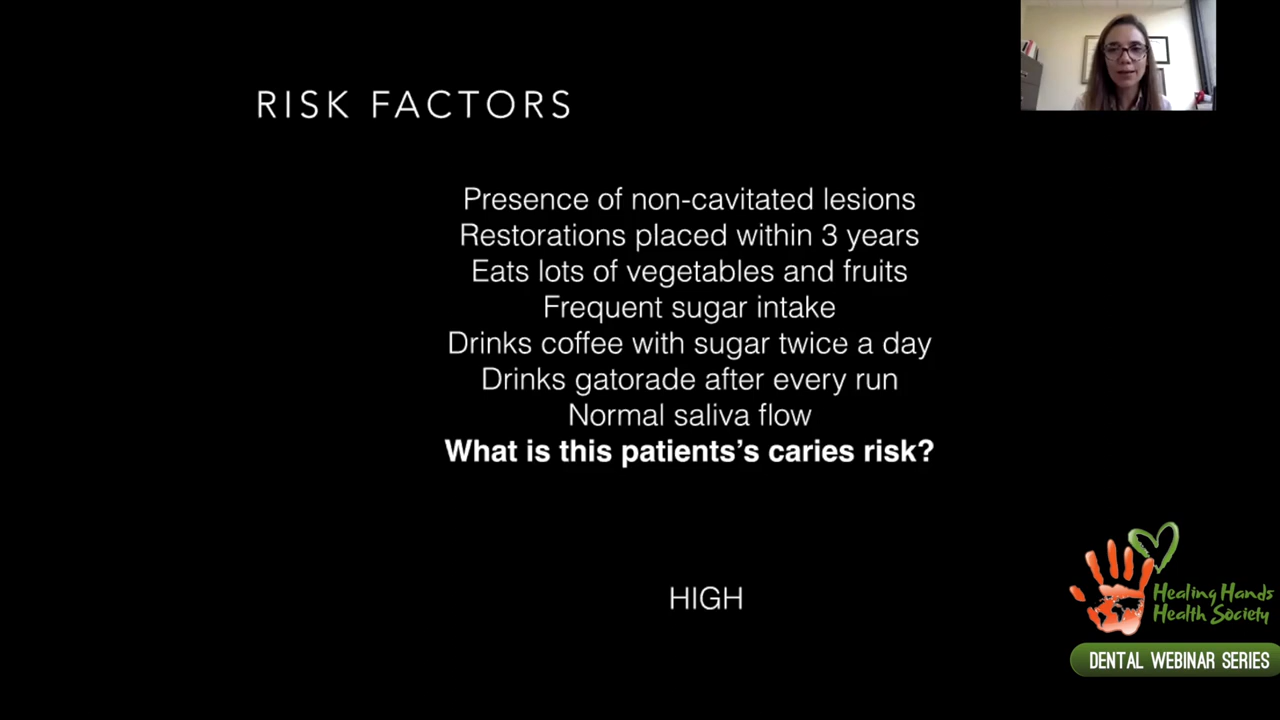 RISK FACTORS
Presence of non-cavitated lesions
Restorations placed within 3 years
Eats lots of vegetables and fruits
Frequent sugar intake
Drinks coffee with sugar twice a day
Drinks gatorade after every run
Normal saliva flow
What is this patients's caries risk?
HIGH
Healing Hands
Health Society
DENTAL WEBINAR SERIES